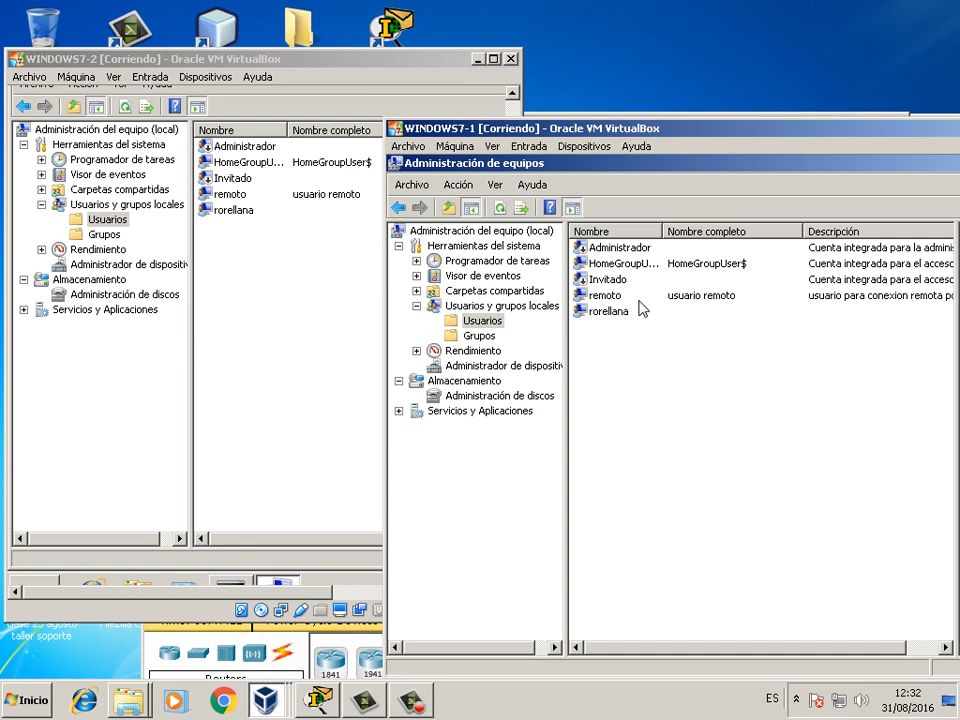 WINDOWS7-2 [Corriendo] - Oracle VM VirtualBox
Archivo Máquina Ver Entrada Dispositivos Ayuda
Administración del equipo (local)
Herramientas del sistema
Programador de tareas
Visor de eventos
Carpetas compartidas
Usuarios y grupos locales
Usuarios
Grupos
Rendimiento
Administrador de dispositi
Almacenamiento
Administración de discos
Servicios y Aplicaciones
Nombre Nombre completo
Administrador
HomeGroupU... HomeGroupUser$
Invitado
remoto usuario remoto
rorellana
WINDOWS7-1 [Corriendo] - Oracle VM VirtualBox
Archivo Máquina Ver Entrada Dispositivos Ayuda
Administración de equipos
Archivo Acción Ver Ayuda
Administración del equipo (local)
Herramientas del sistema
Programador de tareas
Visor de eventos
Carpetas compartidas
Usuarios y grupos locales
Usuarios
Grupos
Rendimiento
Administrador de dispositi
Almacenamiento
Administración de discos
Servicios y Aplicaciones
Nombre Nombre completo Descripción
Administrador Cuenta integrada para la adminis
HomeGroupU... HomeGroupUser$ Cuenta integrada para el acceso
Invitado Cuenta integrada para el acceso
remoto usuario remoto usuario para conexion remota po
rorellana
taller soporte
Routers
1841
1941
Inicio
ES
12:32
31/08/2016